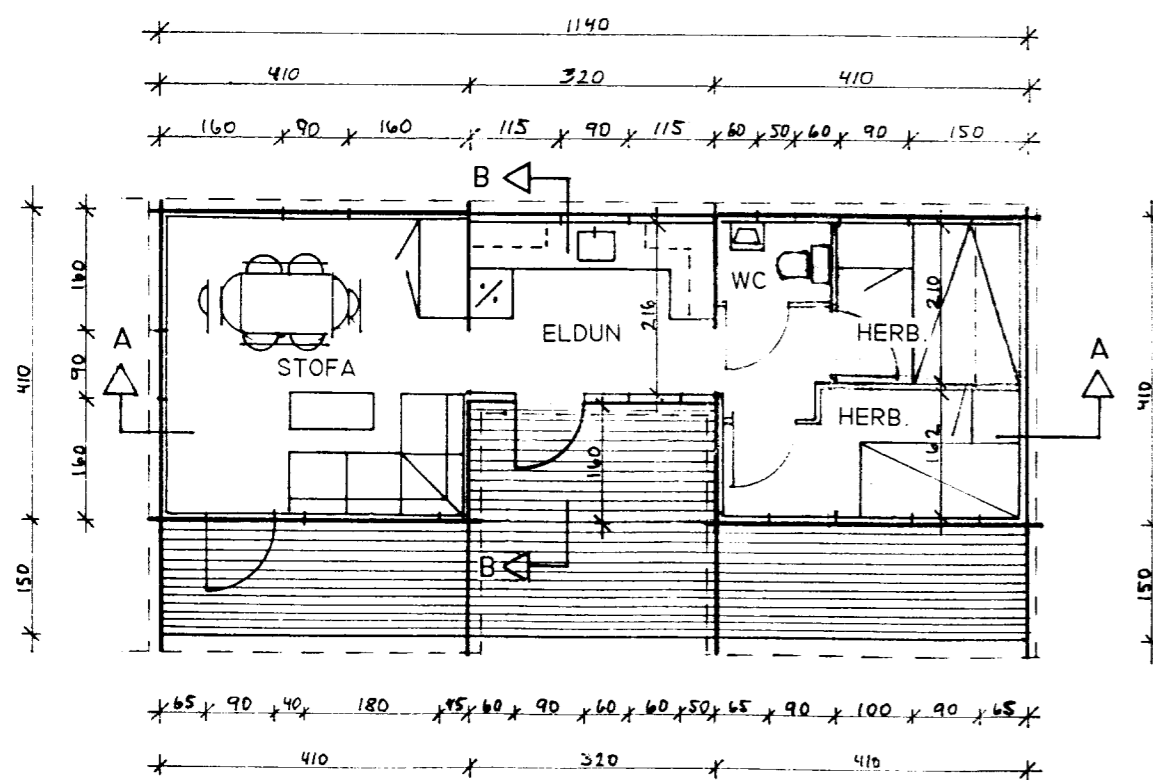 1140
410 320 410
160 90 160 115 90 115 60 50 60 90 150
B
160
WC
210
216
ELDUN
HERB.
A
STOFA
A
90
410
410
HERB.
162
160
160
B
150
150
65 90 40 180 45 60 90 60 60 50 65 90 100 90 65
410 320 410